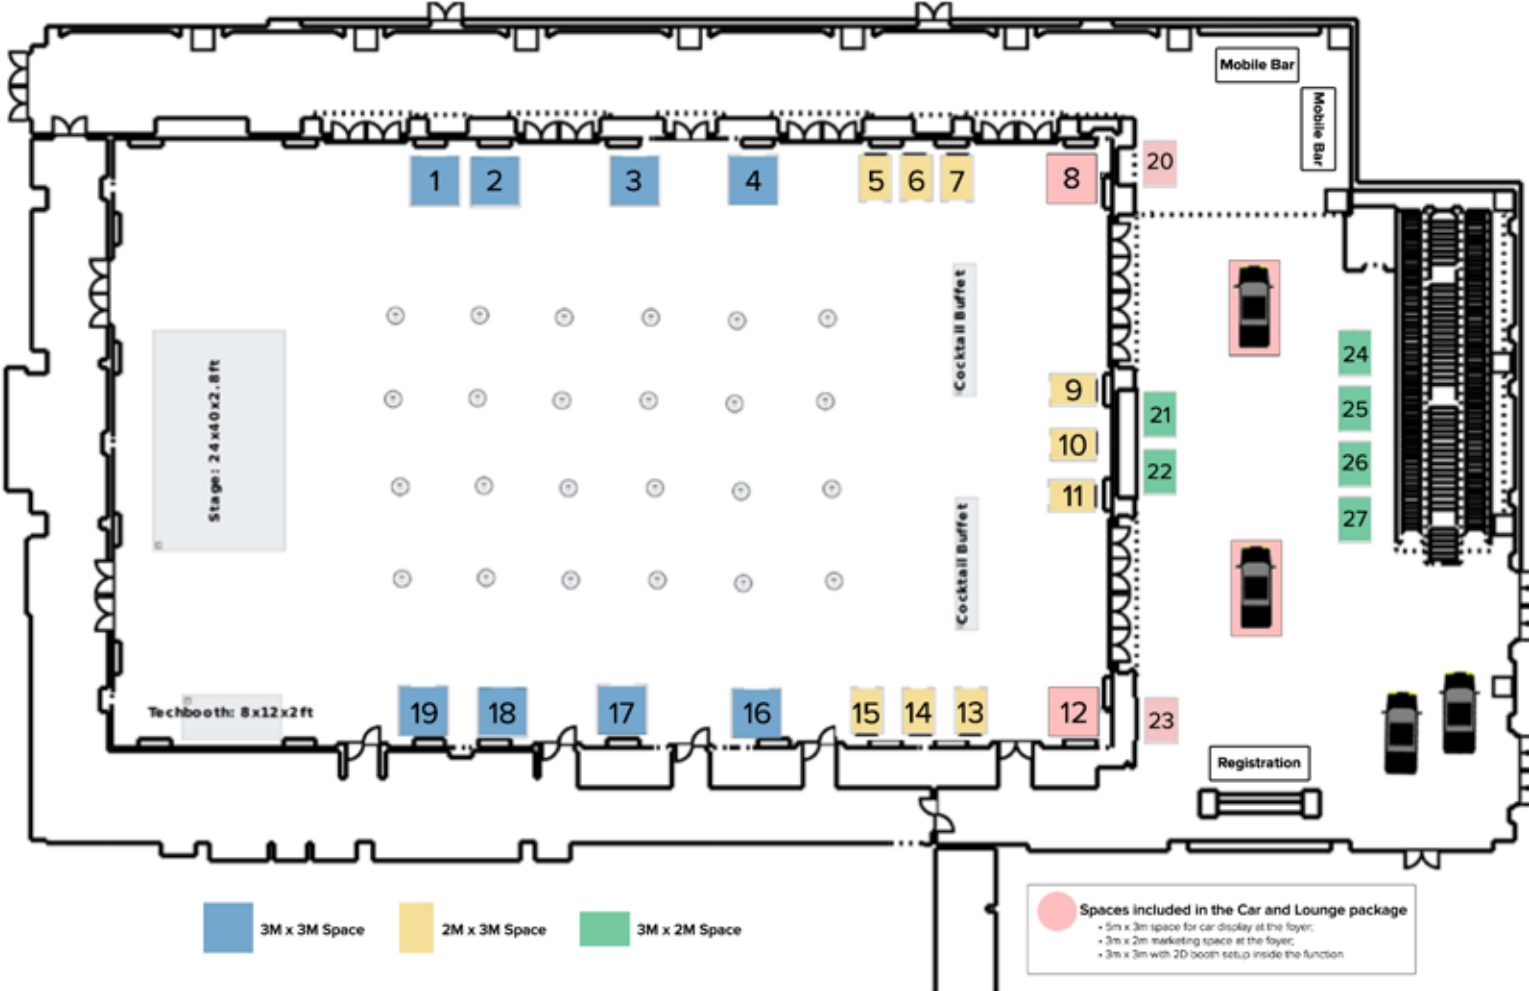 Mobile Bar
Mobile Bar
1 2 3 4 5 6 7 8 20
Cocktail Buffet
Stage: 24x40x2.8ft
9
10
11
21
22
24
25
26
27
Cocktail Buffet
Techbooth: 8x12x2ft
19 18 17 16 15 14 13 12 23
Registration
3M x 3M Space
2M x 3M Space
3M x 2M Space
Spaces included in the Car and Lounge package
• 5m x 3m space for car display at the foyer;
• 3m x 2m marketing space at the foyer;
• 3m x 3m with 2D booth setup inside the function